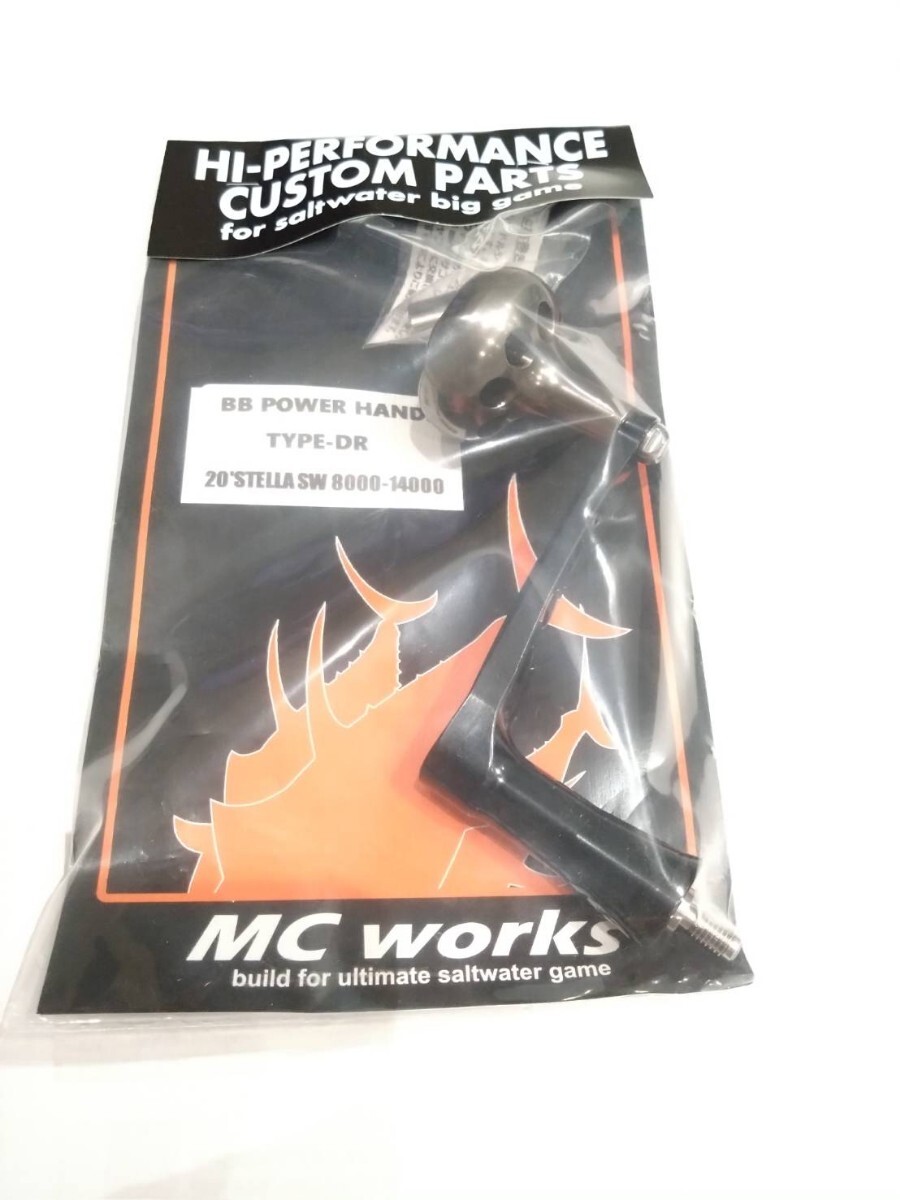 HI-PERFORMANCE
CUSTOM PARTS
for saltwater big game
BB POWER HAND
TYPE-DR
20'STELLA SW 8000-14000
MC works
build for ultimate saltwater game